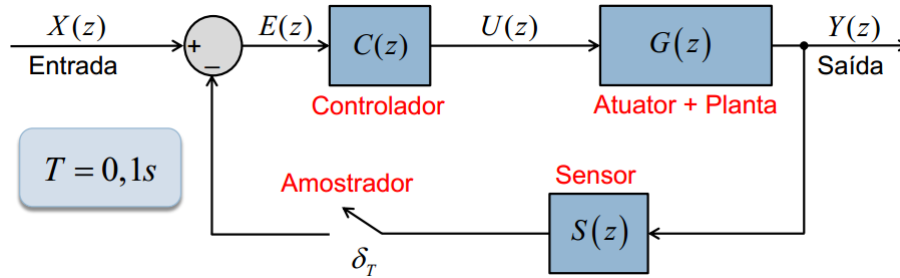 X(z) E(z) U(z) Y(z)
+ − C(z) G(z)
Entrada Saída
Controlador Atuator + Planta
T = 0,1s
Amostrador Sensor
S(z)
δ_T